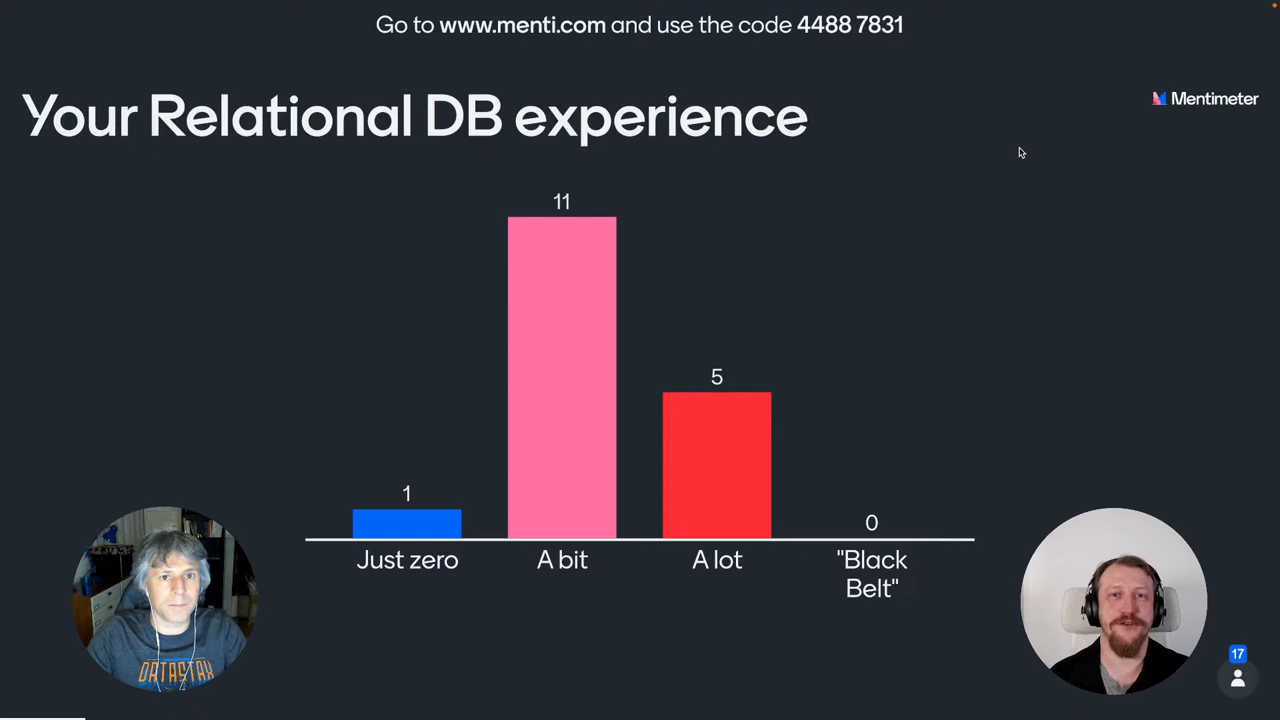 Go to www.menti.com and use the code 4488 7831
Your Relational DB experience
Mentimeter
11
5
1
0
Just zero
A bit
A lot
"Black
Belt"
DATASTAX
17